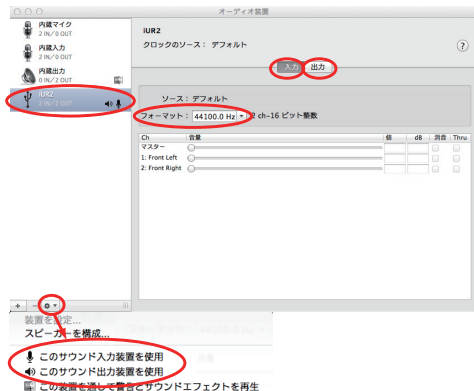 オーディオ装置
内蔵マイク
2 IN/0 OUT
内蔵入力
2 IN/0 OUT
内蔵出力
0 IN/2 OUT
iUR2
2 IN/2 OUT
iUR2
クロックのソース： デフォルト
?
入力 出力
ソース： デフォルト
フォーマット： 44100.0 Hz 2 ch-16 ビット整数
Ch 音量 値 dB 消音 Thru
マスター
1: Front Left
2: Front Right
+ −
装置を設定...
スピーカーを構成...
このサウンド入力装置を使用
このサウンド出力装置を使用
この装置を通して警告とサウンドエフェクトを再生